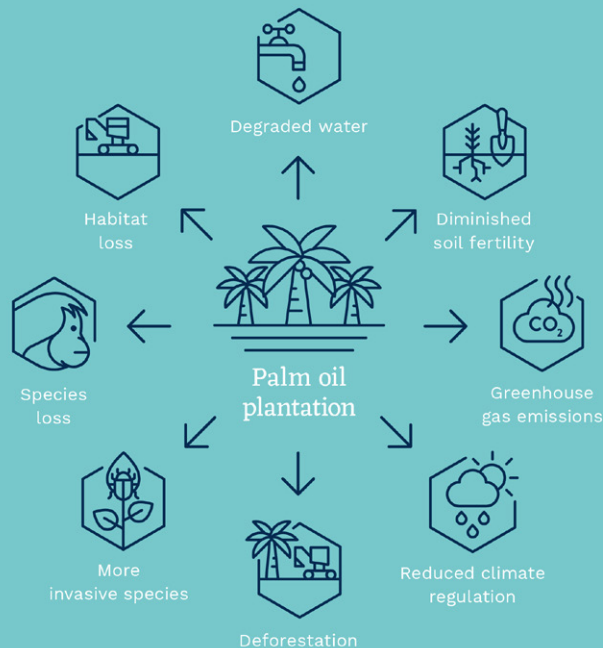 Degraded water
Habitat
loss
Diminished
soil fertility
Species
loss
Palm oil
plantation
CO₂
Greenhouse
gas emissions
More
invasive species
Reduced climate
regulation
Deforestation